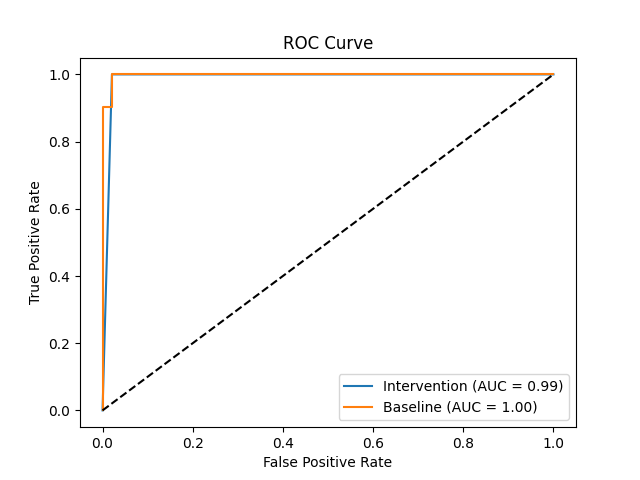 ROC Curve
1.0
0.8
0.6
0.4
0.2
0.0
True Positive Rate
Intervention (AUC = 0.99)
Baseline (AUC = 1.00)
0.0 0.2 0.4 0.6 0.8 1.0
False Positive Rate